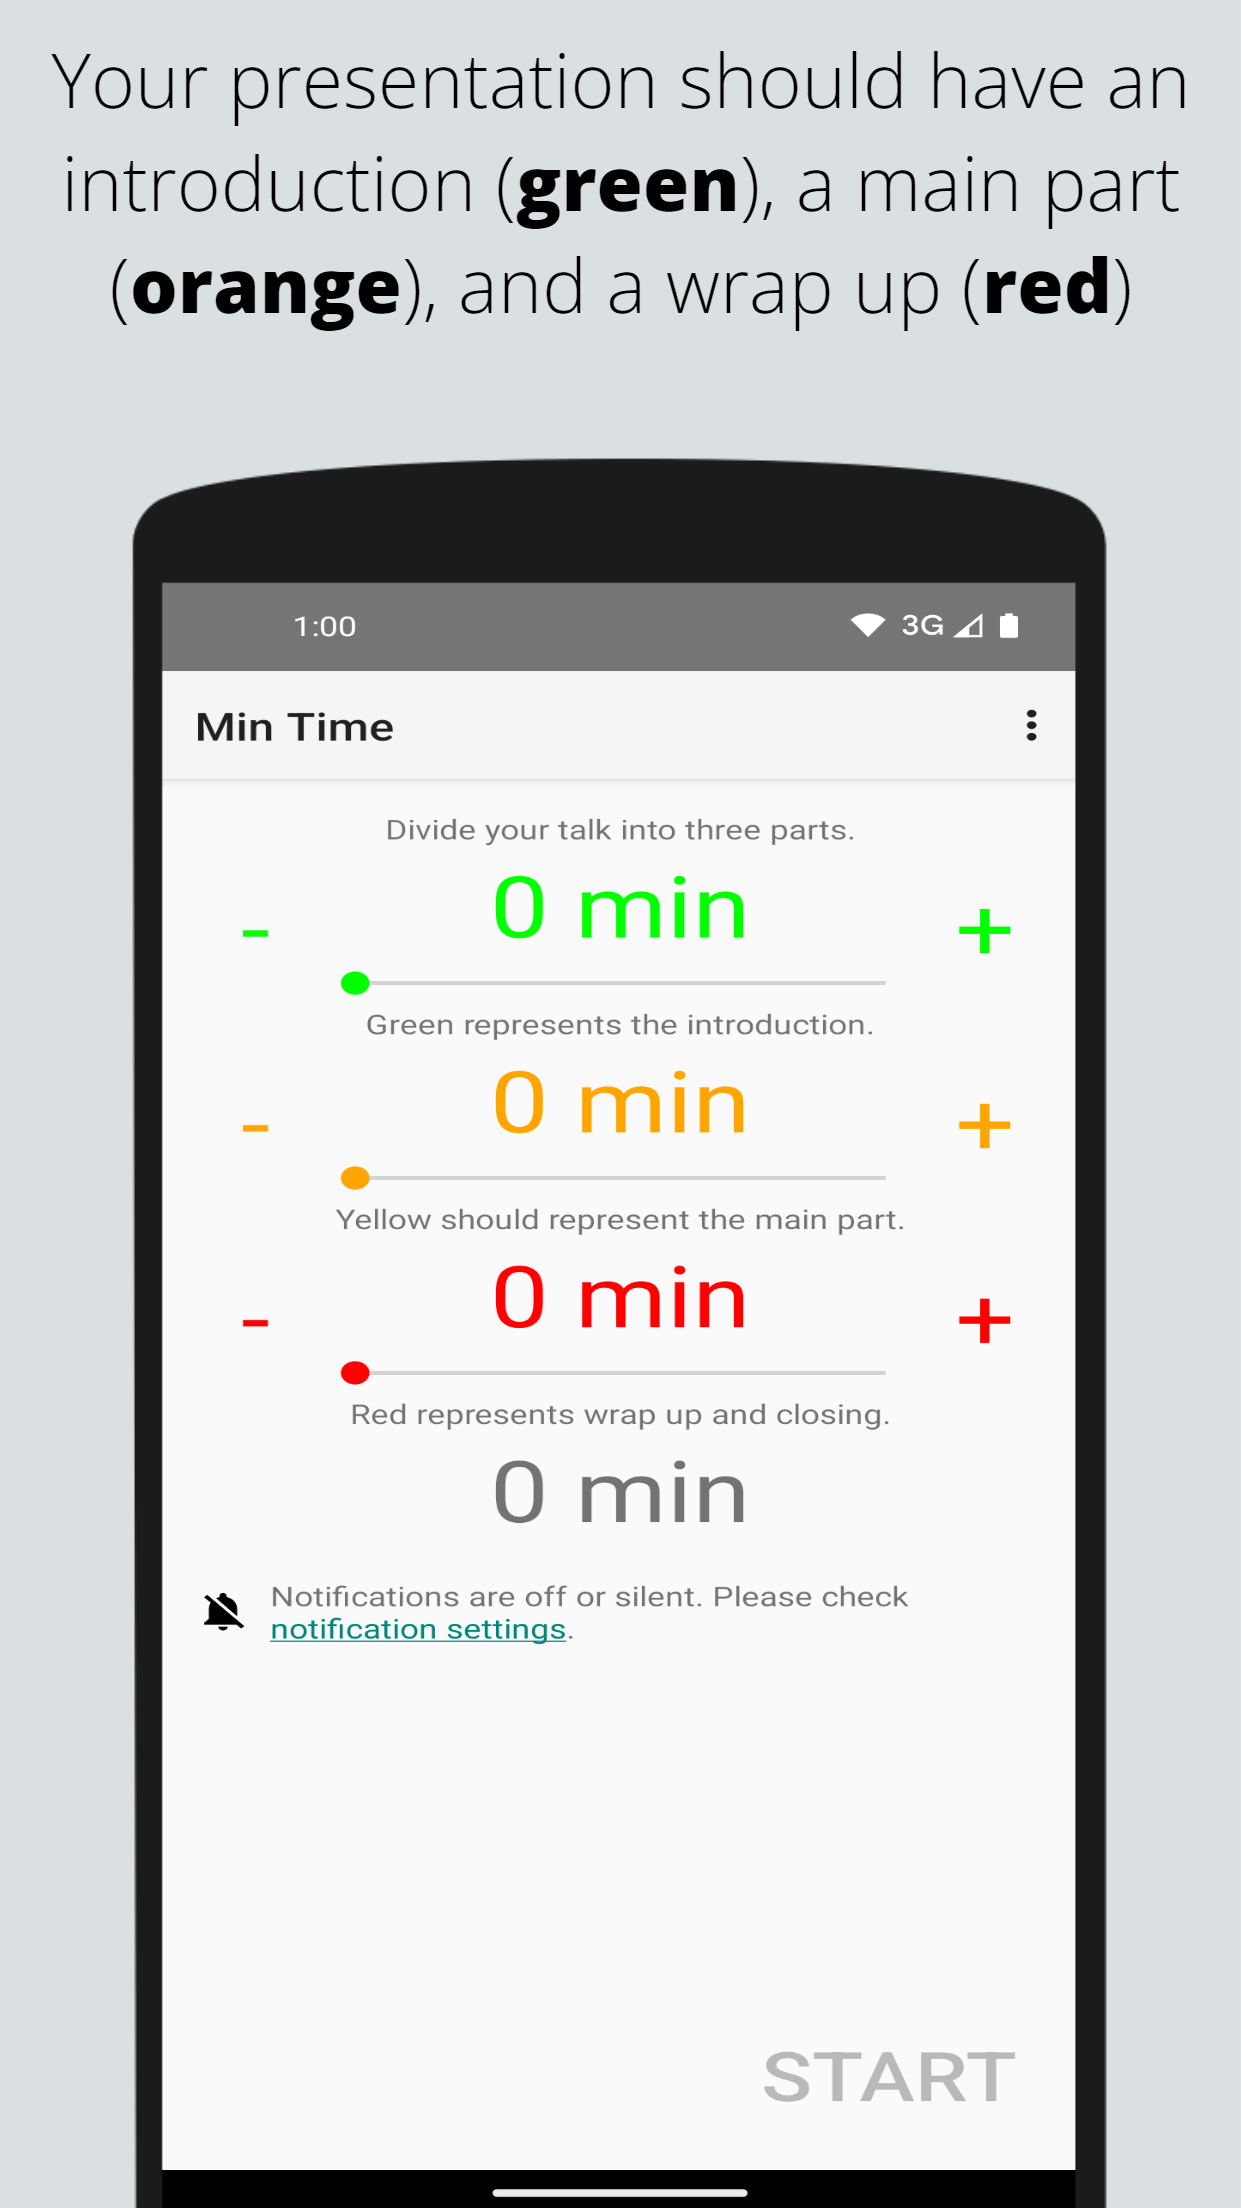 Your presentation should have an
introduction (green), a main part
(orange), and a wrap up (red)
1:00
3G
Min Time
Divide your talk into three parts.
- 0 min +
Green represents the introduction.
- 0 min +
Yellow should represent the main part.
- 0 min +
Red represents wrap up and closing.
0 min
Notifications are off or silent. Please check
notification settings.
START